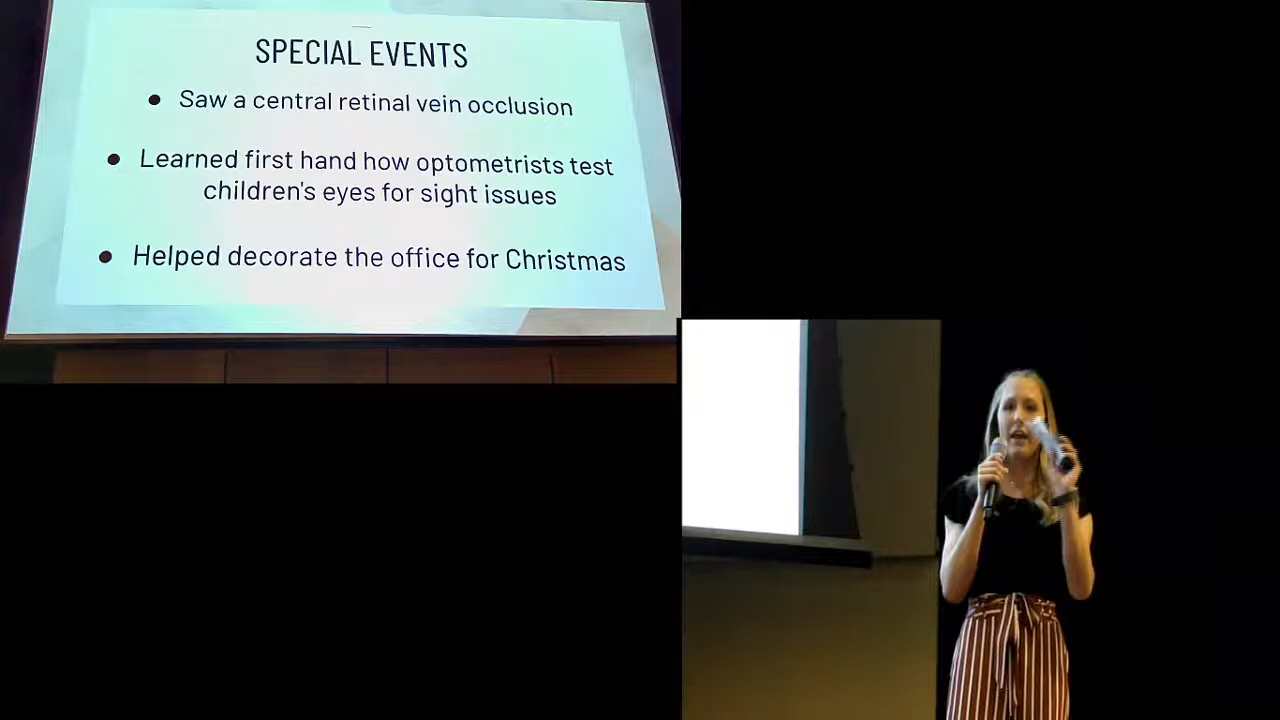 SPECIAL EVENTS
● Saw a central retinal vein occlusion
● Learned first hand how optometrists test
children's eyes for sight issues
● Helped decorate the office for Christmas